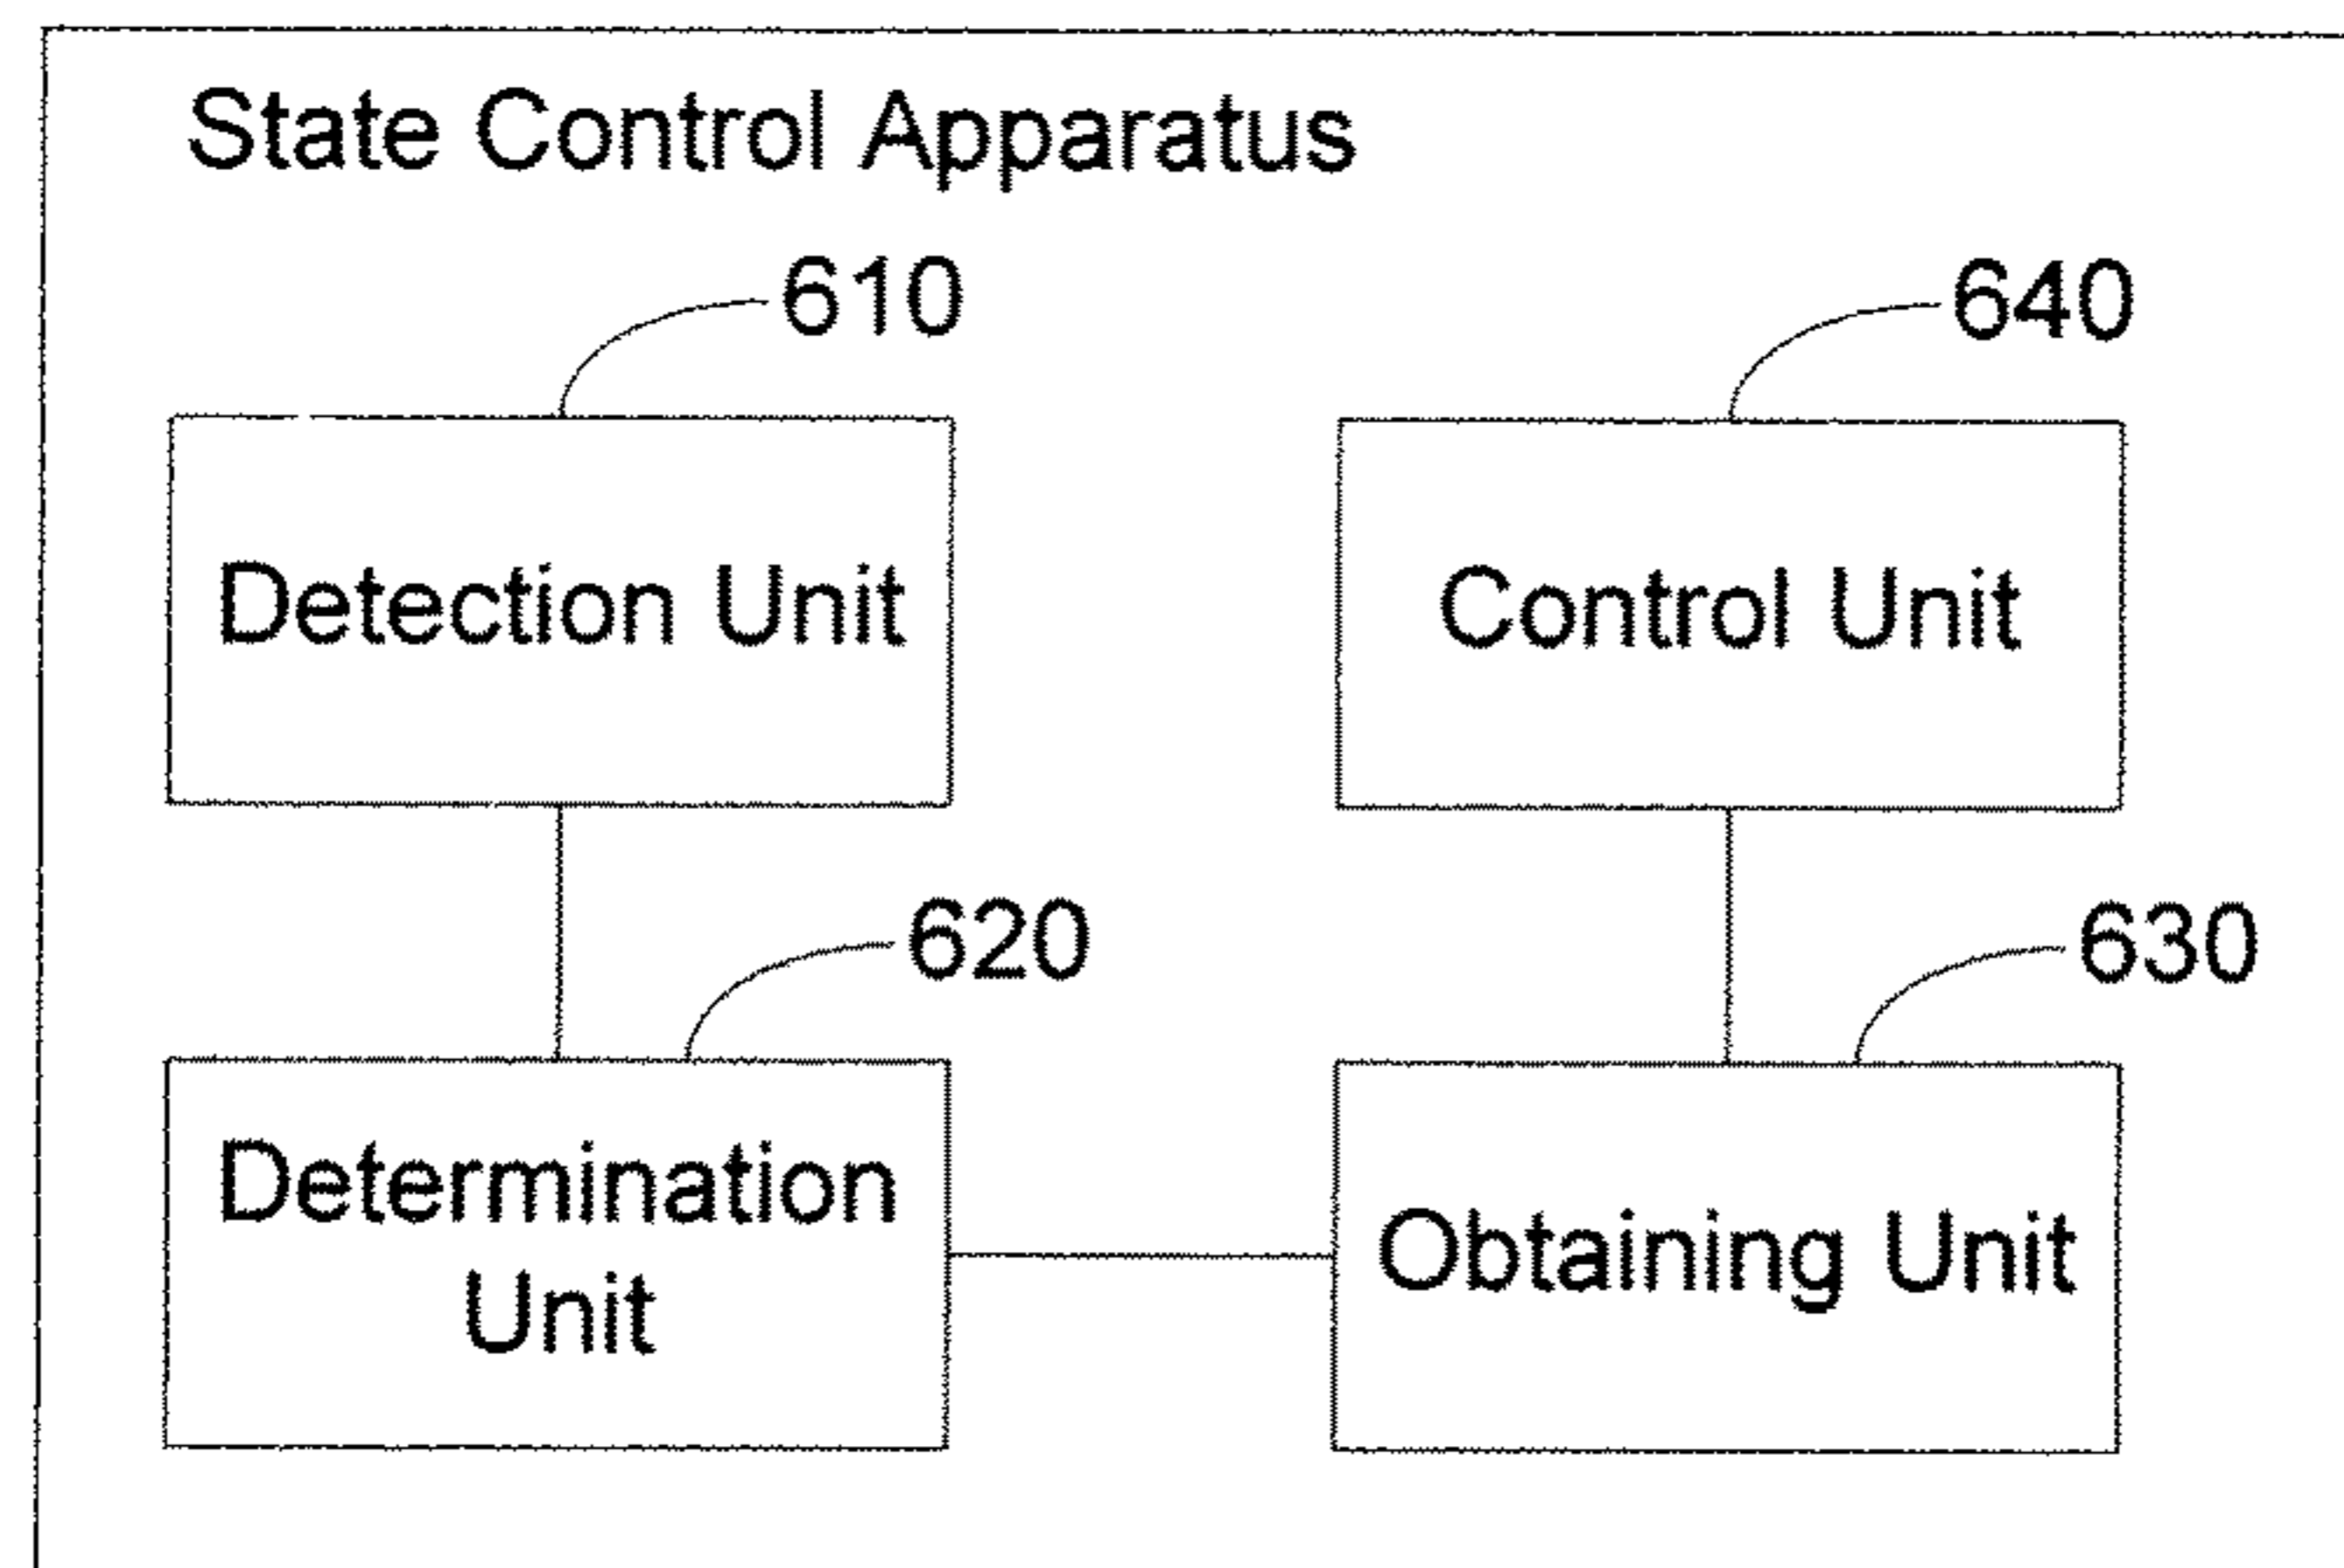 State Control Apparatus
610
640
Detection Unit
Control Unit
620
630
Determination
Unit
Obtaining Unit